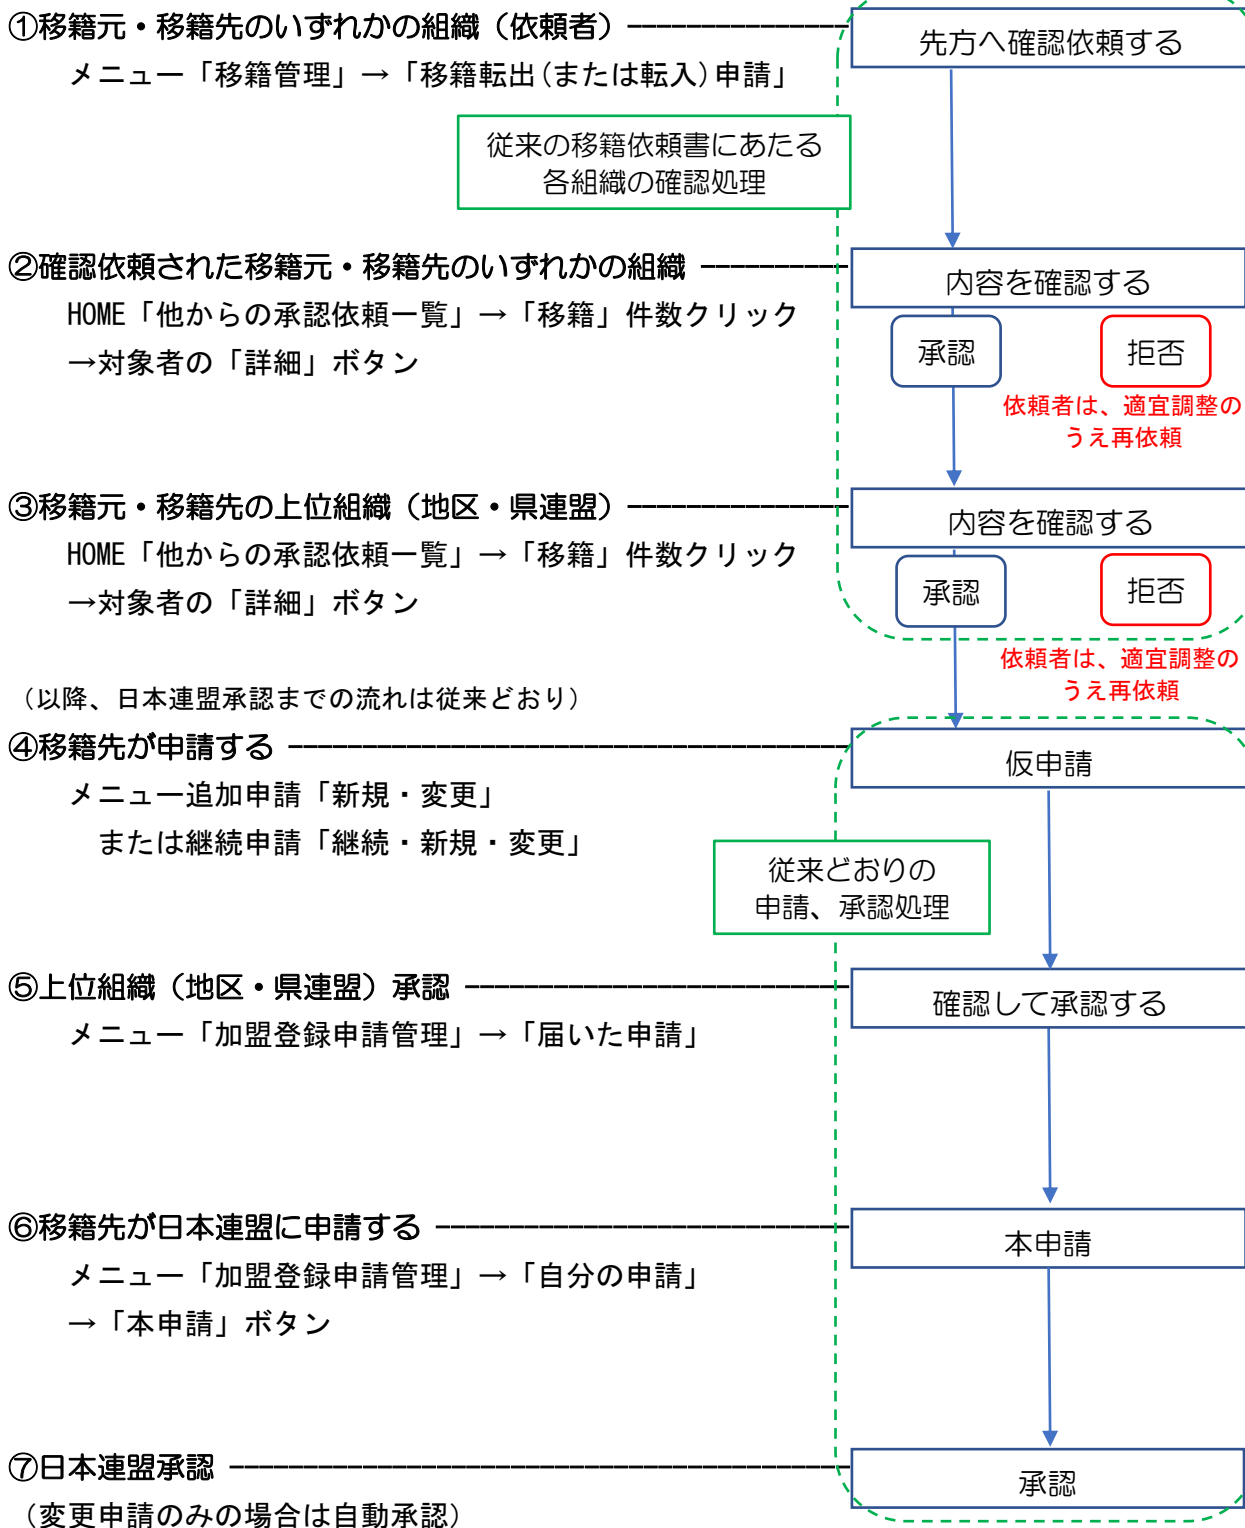 ①移籍元・移籍先のいずれかの組織（依頼者）
先方へ確認依頼する
メニュー「移籍管理」→「移籍転出(または転入)申請」
従来の移籍依頼書にあたる
各組織の確認処理
②確認依頼された移籍元・移籍先のいずれかの組織
内容を確認する
HOME「他からの承認依頼一覧」→「移籍」件数クリック
→対象者の「詳細」ボタン
承認
拒否
依頼者は、適宜調整の
うえ再依頼
③移籍元・移籍先の上位組織（地区・県連盟）
内容を確認する
HOME「他からの承認依頼一覧」→「移籍」件数クリック
→対象者の「詳細」ボタン
承認
拒否
依頼者は、適宜調整の
うえ再依頼
（以降、日本連盟承認までの流れは従来どおり）
④移籍先が申請する
仮申請
メニュー追加申請「新規・変更」
または継続申請「継続・新規・変更」
従来どおりの
申請、承認処理
⑤上位組織（地区・県連盟）承認
確認して承認する
メニュー「加盟登録申請管理」→「届いた申請」
⑥移籍先が日本連盟に申請する
本申請
メニュー「加盟登録申請管理」→「自分の申請」
→「本申請」ボタン
⑦日本連盟承認
承認
（変更申請のみの場合は自動承認）